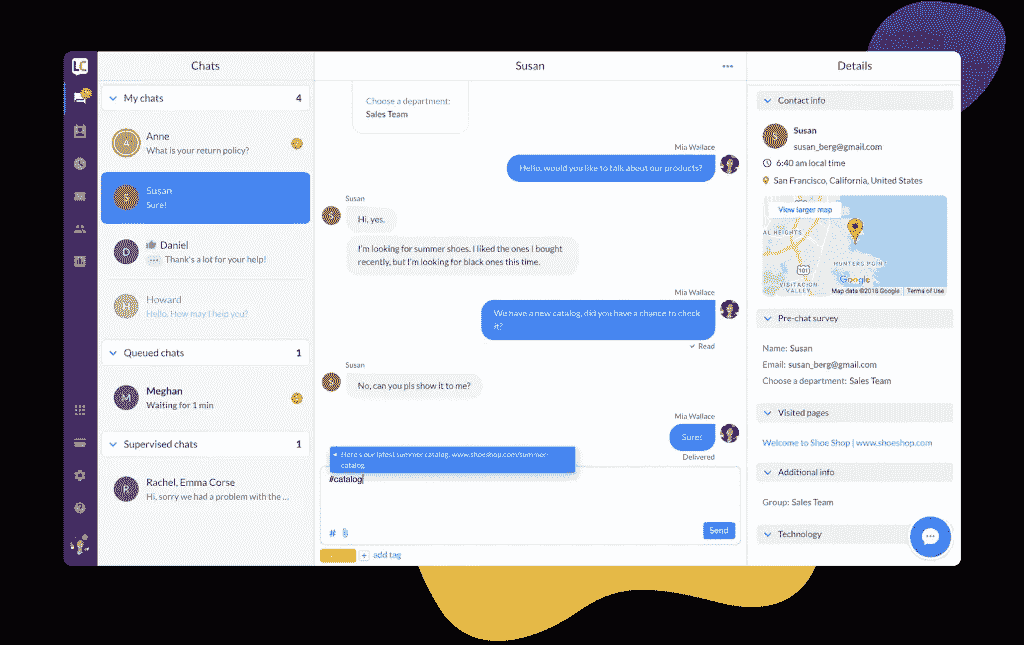 LC
Chats
My chats 4
Anne
What is your return policy?
S
Susan
Sure!
D
Daniel
Thank's a lot for your help!
H
Howard
Hello. How may I help you?
Queued chats 1
M
Meghan
Waiting for 1 min
Supervised chats 1
R
Rachel, Emma Corse
Hi, sorry we had a problem with the ...
Susan
Choose a department:
Sales Team
Mia Wallace
Hello, would you like to talk about our products?
Susan
S
Hi, yes.
I'm looking for summer shoes. I liked the ones I bought
recently, but I'm looking for black ones this time.
Mia Wallace
We have a new catalog, did you have a chance to check
it?
Read
Susan
S
No, can you pls show it to me?
Mia Wallace
Sure!
Delivered
Here's our latest summer catalog: www.shoeshop.com/summer-
catalog.
#catalog
#
Send
+ add tag
Details
Contact info
S
Susan
susan_berg@gmail.com
6:40 am local time
San Francisco, California, United States
View larger map
AL HEIGHTS
101
HUNTERS POINT
VISITACION
VALLEY
Google
Map data ©2018 Google
Terms of Use
Pre-chat survey
Name: Susan
Email: susan_berg@gmail.com
Choose a department: Sales Team
Visited pages
Welcome to Shoe Shop | www.shoeshop.com
Additional info
Group: Sales Team
Technology